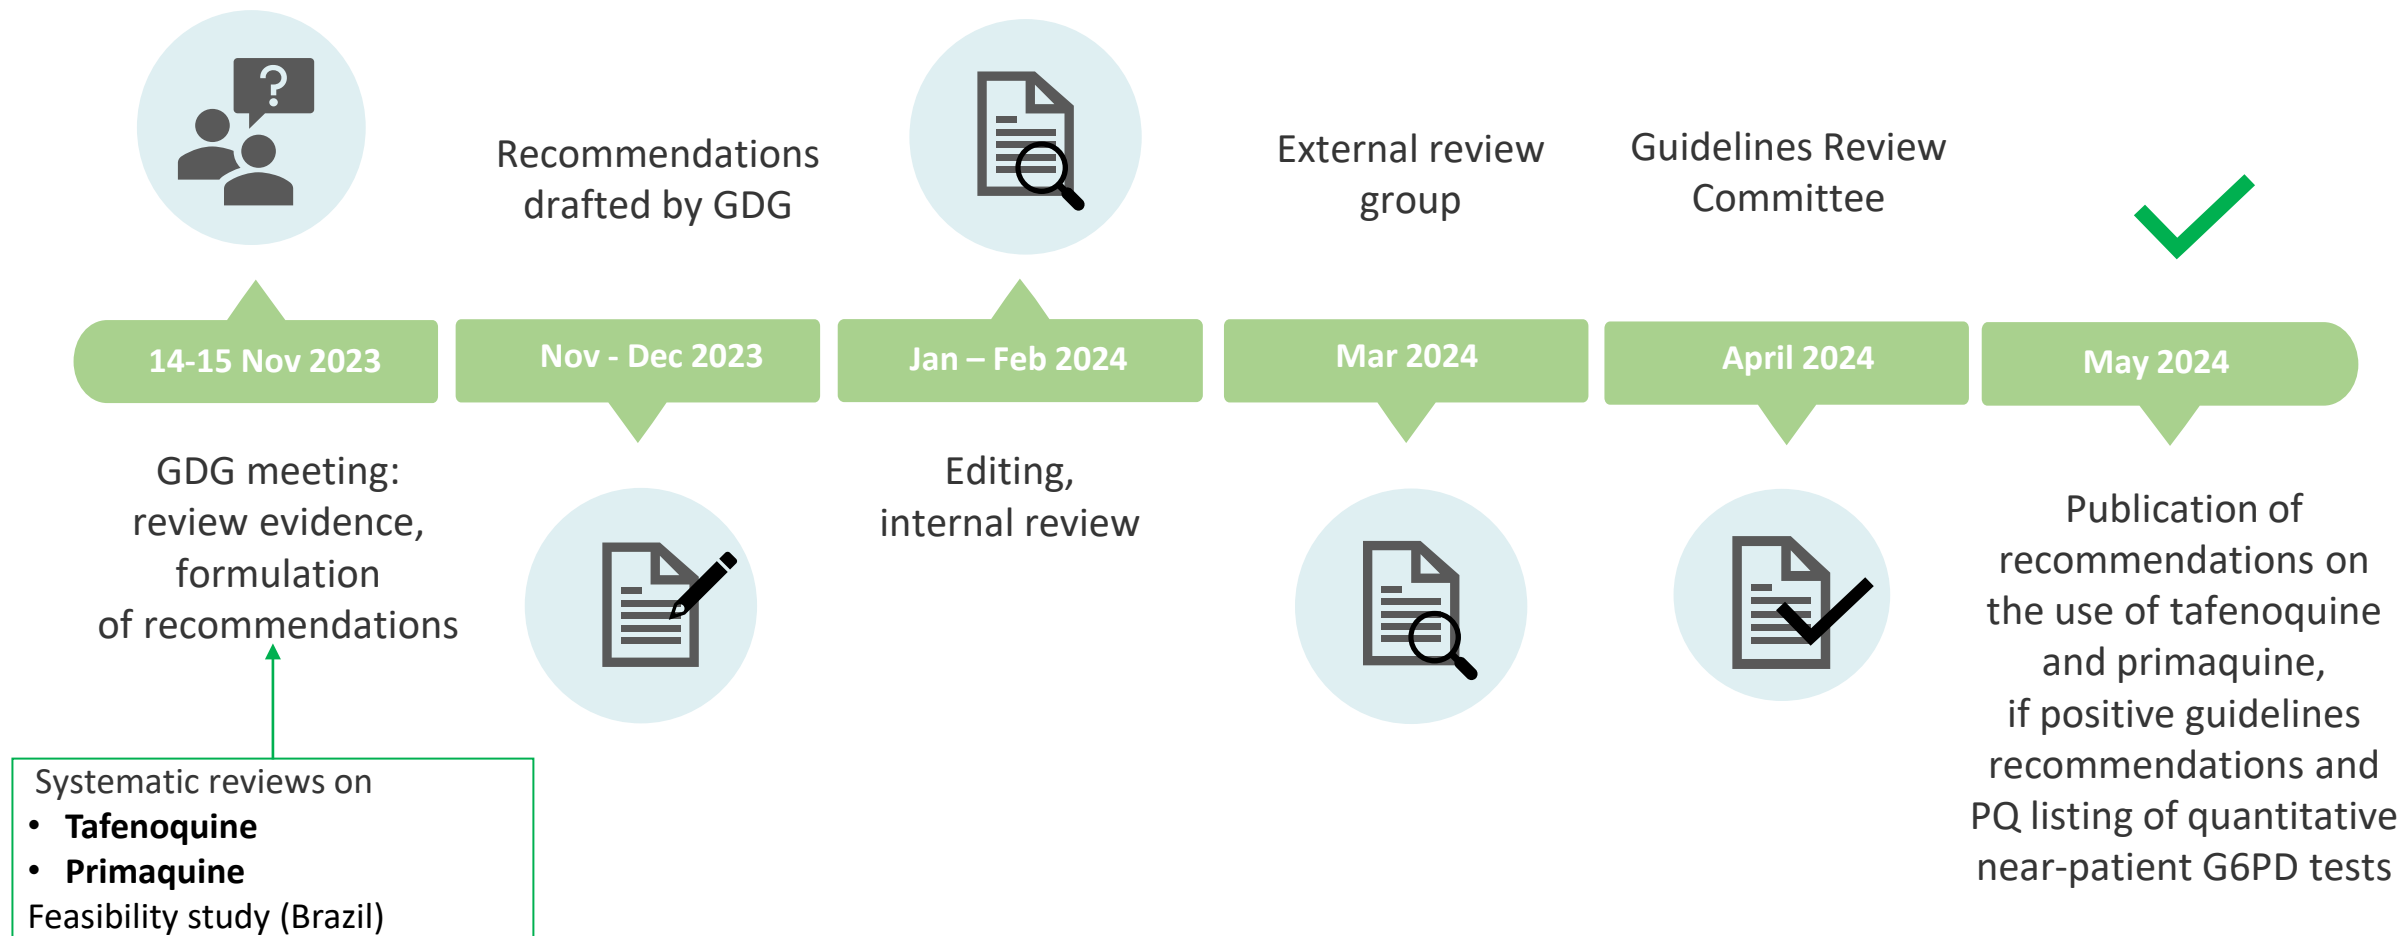 ?
Recommendations
drafted by GDG
External review
group
Guidelines Review
Committee
14-15 Nov 2023
Nov - Dec 2023
Jan – Feb 2024
Mar 2024
April 2024
May 2024
GDG meeting:
review evidence,
formulation
of recommendations
Editing,
internal review
Publication of
recommendations on
the use of tafenoquine
and primaquine,
if positive guidelines
recommendations and
PQ listing of quantitative
near-patient G6PD tests
Systematic reviews on
• Tafenoquine
• Primaquine
Feasibility study (Brazil)